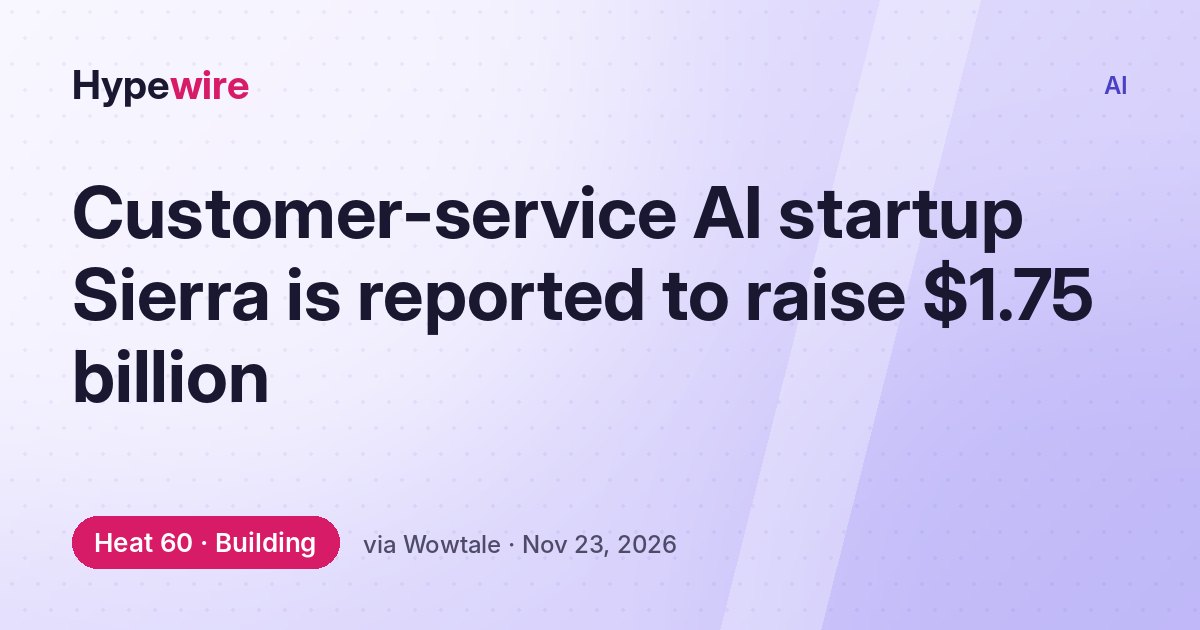 Hypewire
AI
Customer-service AI startup
Sierra is reported to raise $1.75
billion
Heat 60 · Building
via Wowtale · Nov 23, 2026